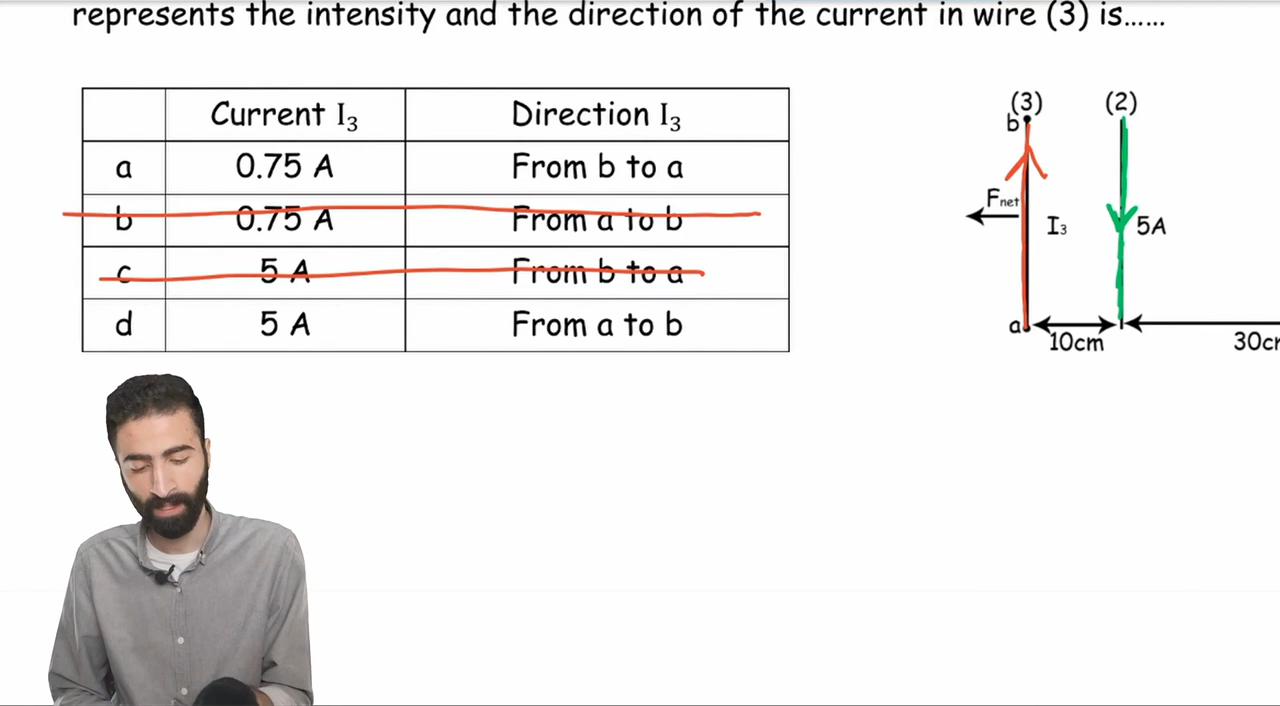 represents the intensity and the direction of the current in wire (3) is......
Current I₃ Direction I₃
a 0.75 A From b to a
b 0.75 A From a to b
c 5 A From b to a
d 5 A From a to b
(3) (2)
b
Fnet
I₃ 5A
a
10cm 30cr